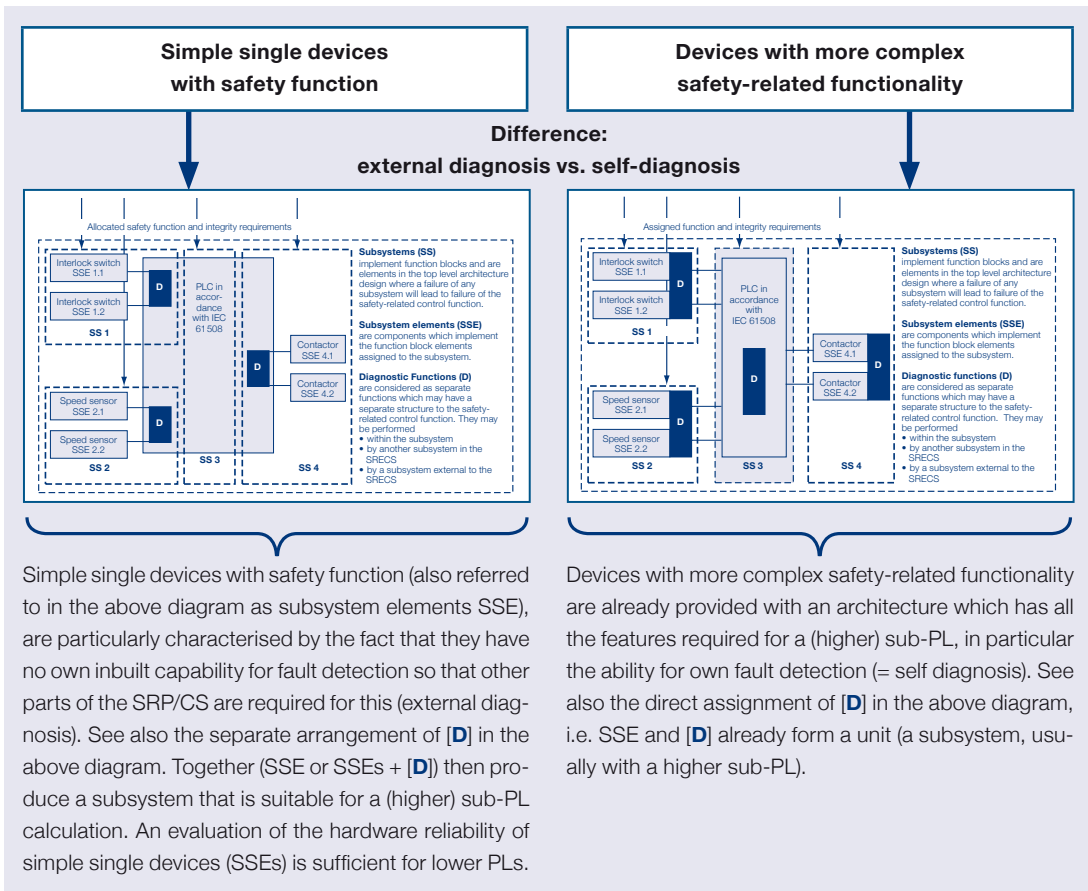 Simple single devices
with safety function
Devices with more complex
safety-related functionality
Difference:
external diagnosis vs. self-diagnosis
Allocated safety function and integrity requirements
Interlock switch
SSE 1.1
Interlock switch
SSE 1.2
D
SS 1
Speed sensor
SSE 2.1
Speed sensor
SSE 2.2
D
SS 2
PLC in
accor-
dance
with IEC
61 508
SS 3
D
Contactor
SSE 4.1
Contactor
SSE 4.2
SS 4
Subsystems (SS)
implement function blocks and are
elements in the top level architecture
design where a failure of any
subsystem will lead to failure of the
safety-related control function.
Subsystem elements (SSE)
are components which implement
the function block elements
assigned to the subsystem.
Diagnostic Functions (D)
are considered as separate
functions which may have a
separate structure to the safety-
related control function. They may
be performed
• within the subsystem
• by another subsystem in the
SRECS
• by a subsystem external to the
SRECS
Assigned function and integrity requirements
Interlock switch
SSE 1.1
Interlock switch
SSE 1.2
D
SS 1
Speed sensor
SSE 2.1
Speed sensor
SSE 2.2
D
SS 2
PLC in
accordance
with
IEC 61508
D
SS 3
Contactor
SSE 4.1
Contactor
SSE 4.2
D
SS 4
Subsystems (SS)
implement function blocks and are
elements in the top level architecture
design where a failure of any
subsystem will lead to failure of the
safety-related control function.
Subsystem elements (SSE)
are components which implement
the function block elements
assigned to the subsystem.
Diagnostic functions (D)
are considered as separate
functions which may have a
separate structure to the safety-
related control function. They may
be performed
• within the subsystem
• by another subsystem in the
SRECS
• by a subsystem external to the
SRECS
Simple single devices with safety function (also referred
to in the above diagram as subsystem elements SSE),
are particularly characterised by the fact that they have
no own inbuilt capability for fault detection so that other
parts of the SRP/CS are required for this (external diag-
nosis). See also the separate arrangement of [D] in the
above diagram. Together (SSE or SSEs + [D]) then pro-
duce a subsystem that is suitable for a (higher) sub-PL
calculation. An evaluation of the hardware reliability of
simple single devices (SSEs) is sufficient for lower PLs.
Devices with more complex safety-related functionality
are already provided with an architecture which has all
the features required for a (higher) sub-PL, in particular
the ability for own fault detection (= self diagnosis). See
also the direct assignment of [D] in the above diagram,
i.e. SSE and [D] already form a unit (a subsystem, usu-
ally with a higher sub-PL).